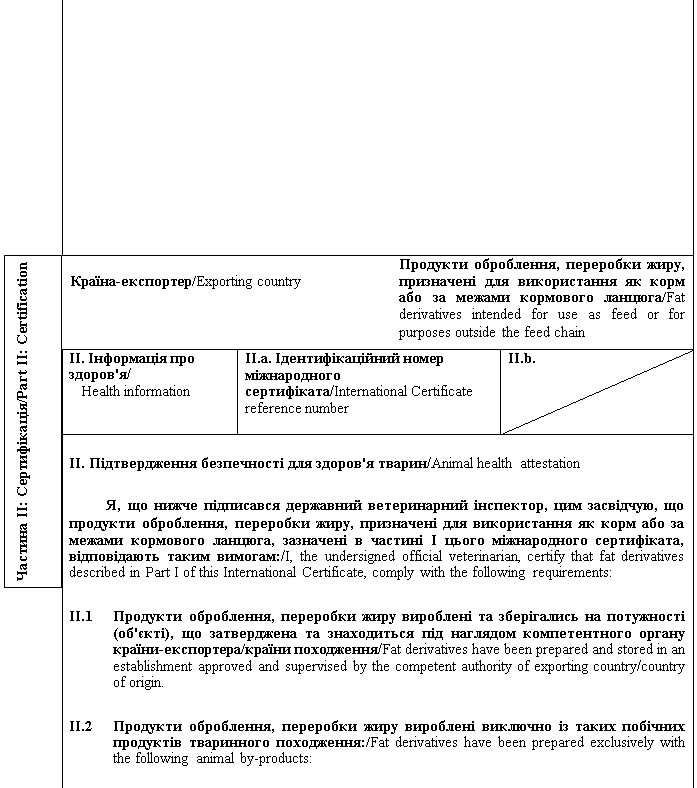 Частина II: Сертифікація/Part II: Certification
Країна-експортер/Exporting country
Продукти оброблення, переробки жиру,
призначені для використання як корм
або за межами кормового ланцюга/Fat
derivatives intended for use as feed or for
purposes outside the feed chain
II. Інформація про
здоров'я/
Health information
II.a. Ідентифікаційний номер
міжнародного
сертифіката/International Certificate
reference number
II.b.
II. Підтвердження безпечності для здоров'я тварин/Animal health attestation
Я, що нижче підписався державний ветеринарний інспектор, цим засвідчую, що
продукти оброблення, переробки жиру, призначені для використання як корм або за
межами кормового ланцюга, зазначені в частині I цього міжнародного сертифіката,
відповідають таким вимогам:/I, the undersigned official veterinarian, certify that fat derivatives
described in Part I of this International Certificate, comply with the following requirements:
II.1 Продукти оброблення, переробки жиру вироблені та зберігались на потужності
(об'єкті), що затверджена та знаходиться під наглядом компетентного органу
країни-експортера/країни походження/Fat derivatives have been prepared and stored in an
establishment approved and supervised by the competent authority of exporting country/country
of origin.
II.2 Продукти оброблення, переробки жиру вироблені виключно із таких побічних
продуктів тваринного походження:/Fat derivatives have been prepared exclusively with
the following animal by-products: